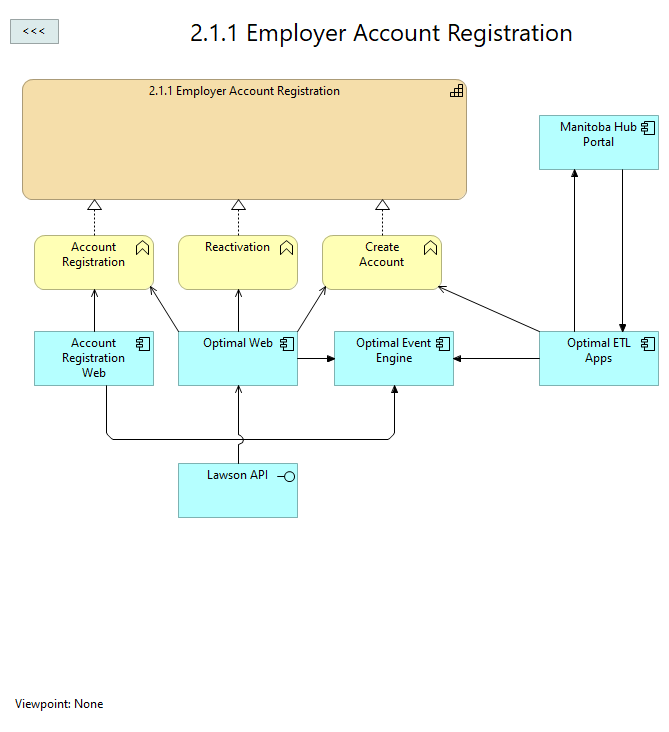 <<<
2.1.1 Employer Account Registration
2.1.1 Employer Account Registration
Manitoba Hub
Portal
Account
Registration
Reactivation
Create
Account
Account
Registration
Web
Optimal Web
Optimal Event
Engine
Optimal ETL
Apps
Lawson API
Viewpoint: None